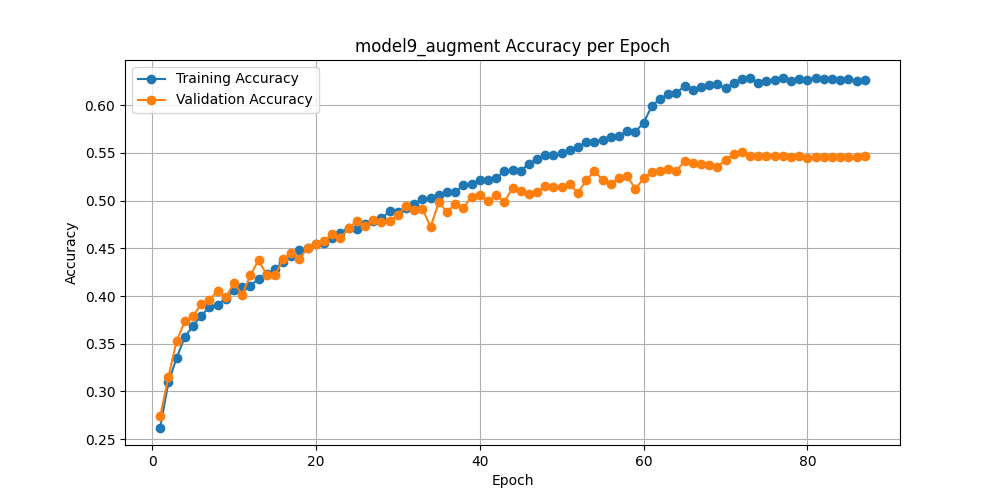 model9_augment Accuracy per Epoch
Training Accuracy
Validation Accuracy
0.60
0.55
0.50
0.45
0.40
0.35
0.30
0.25
Accuracy
0 20 40 60 80
Epoch